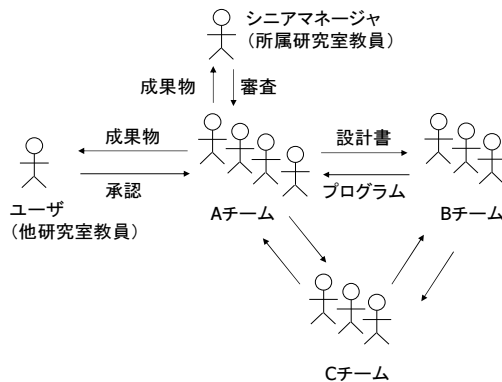 シニアマネージャ
（所属研究室教員）
成果物
審査
成果物
設計書
承認
プログラム
ユーザ
（他研究室教員）
Aチーム
Bチーム
Cチーム